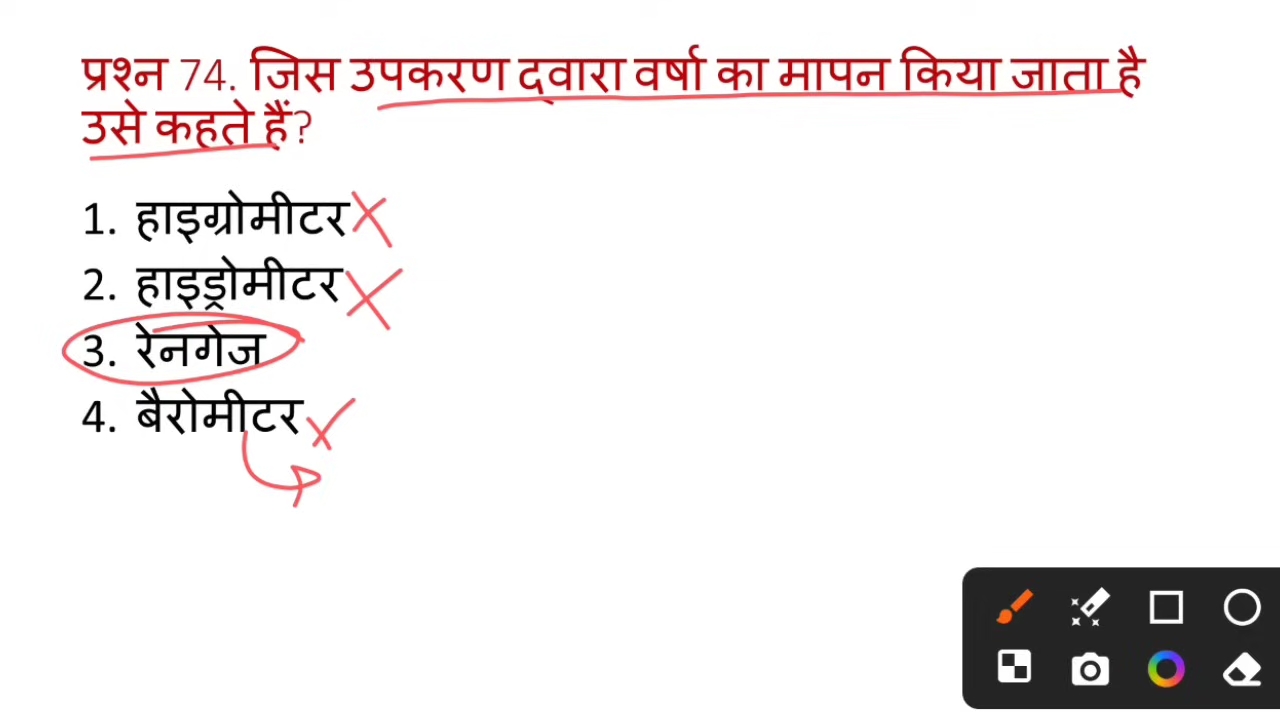 प्रश्न 74. जिस उपकरण द्वारा वर्षा का मापन किया जाता है
उसे कहते हैं?
1. हाइग्रोमीटर
2. हाइड्रोमीटर
3. रेनगेज
4. बैरोमीटर